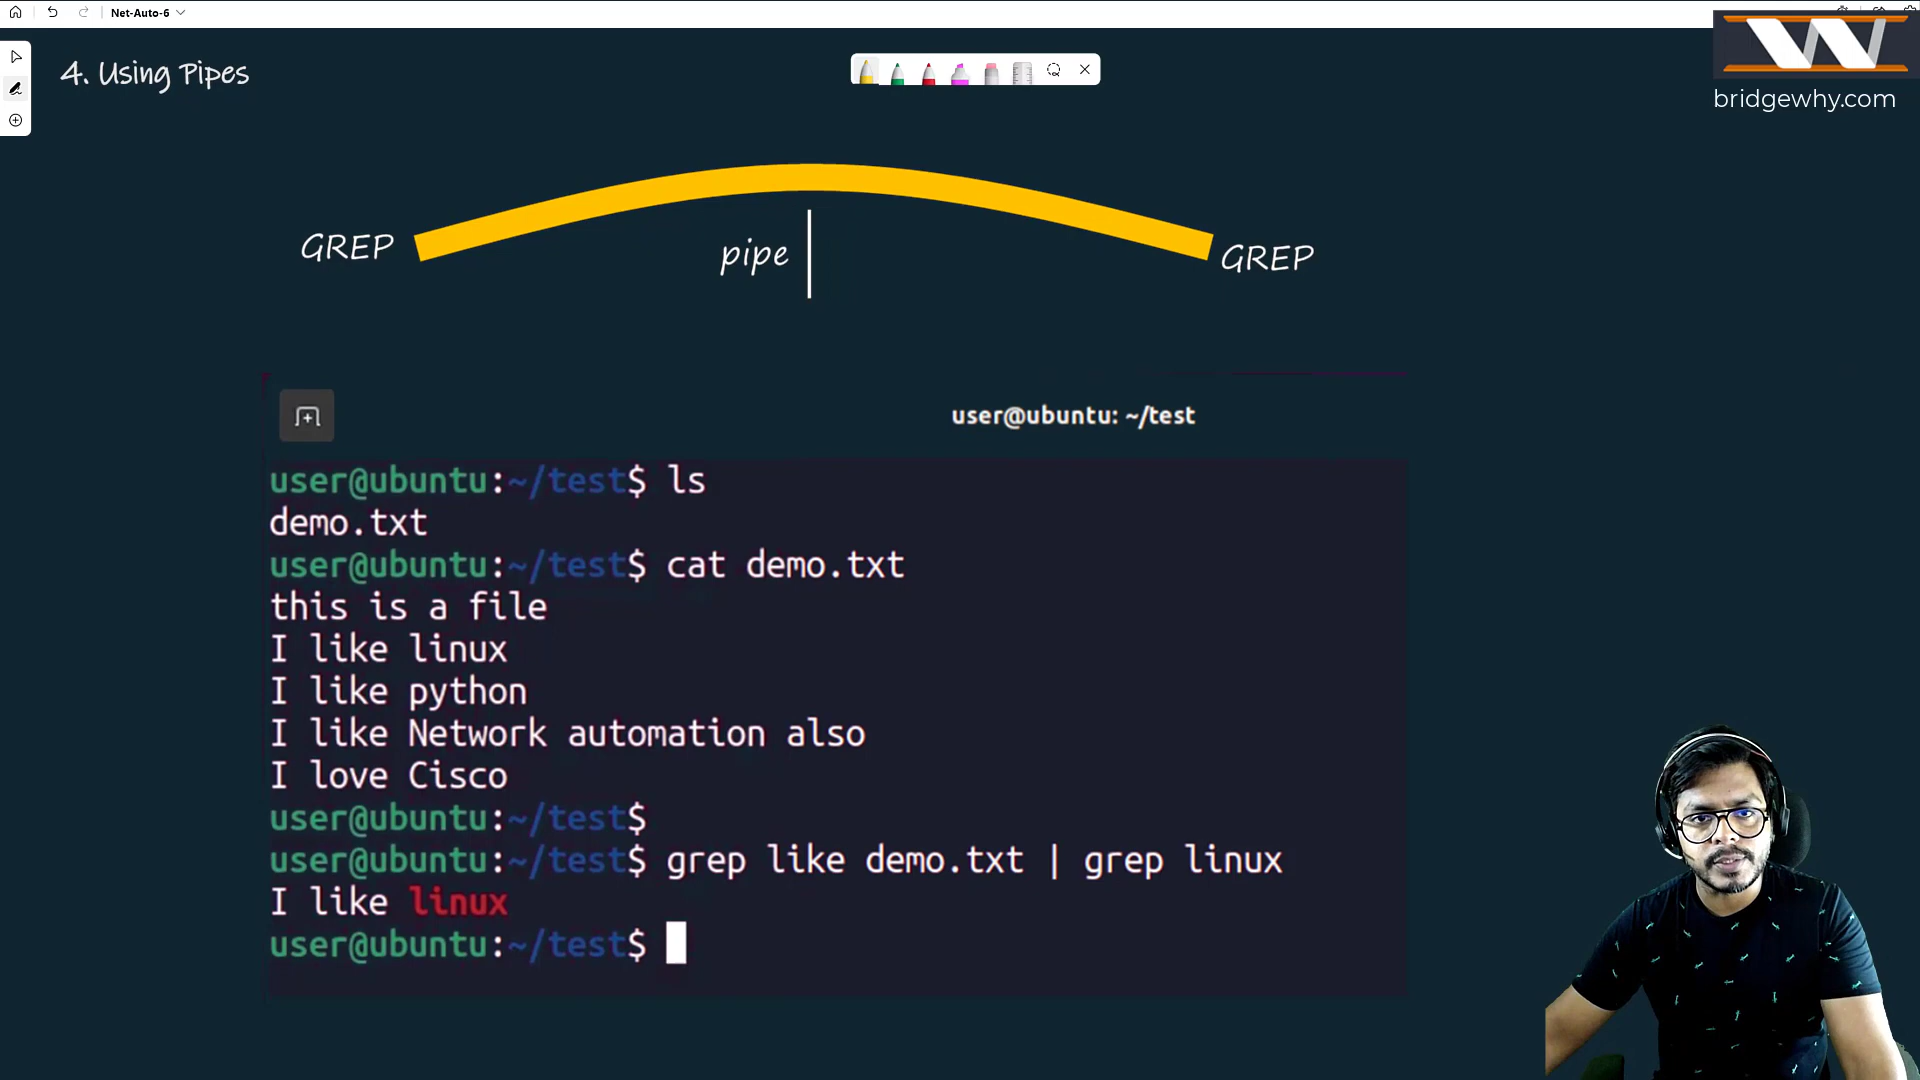 Net-Auto-6
4. Using Pipes
bridgewhy.com
GREP
pipe
GREP
user@ubuntu: ~/test
user@ubuntu:~/test$ ls
demo.txt
user@ubuntu:~/test$ cat demo.txt
this is a file
I like linux
I like python
I like Network automation also
I love Cisco
user@ubuntu:~/test$
user@ubuntu:~/test$ grep like demo.txt | grep linux
I like linux
user@ubuntu:~/test$